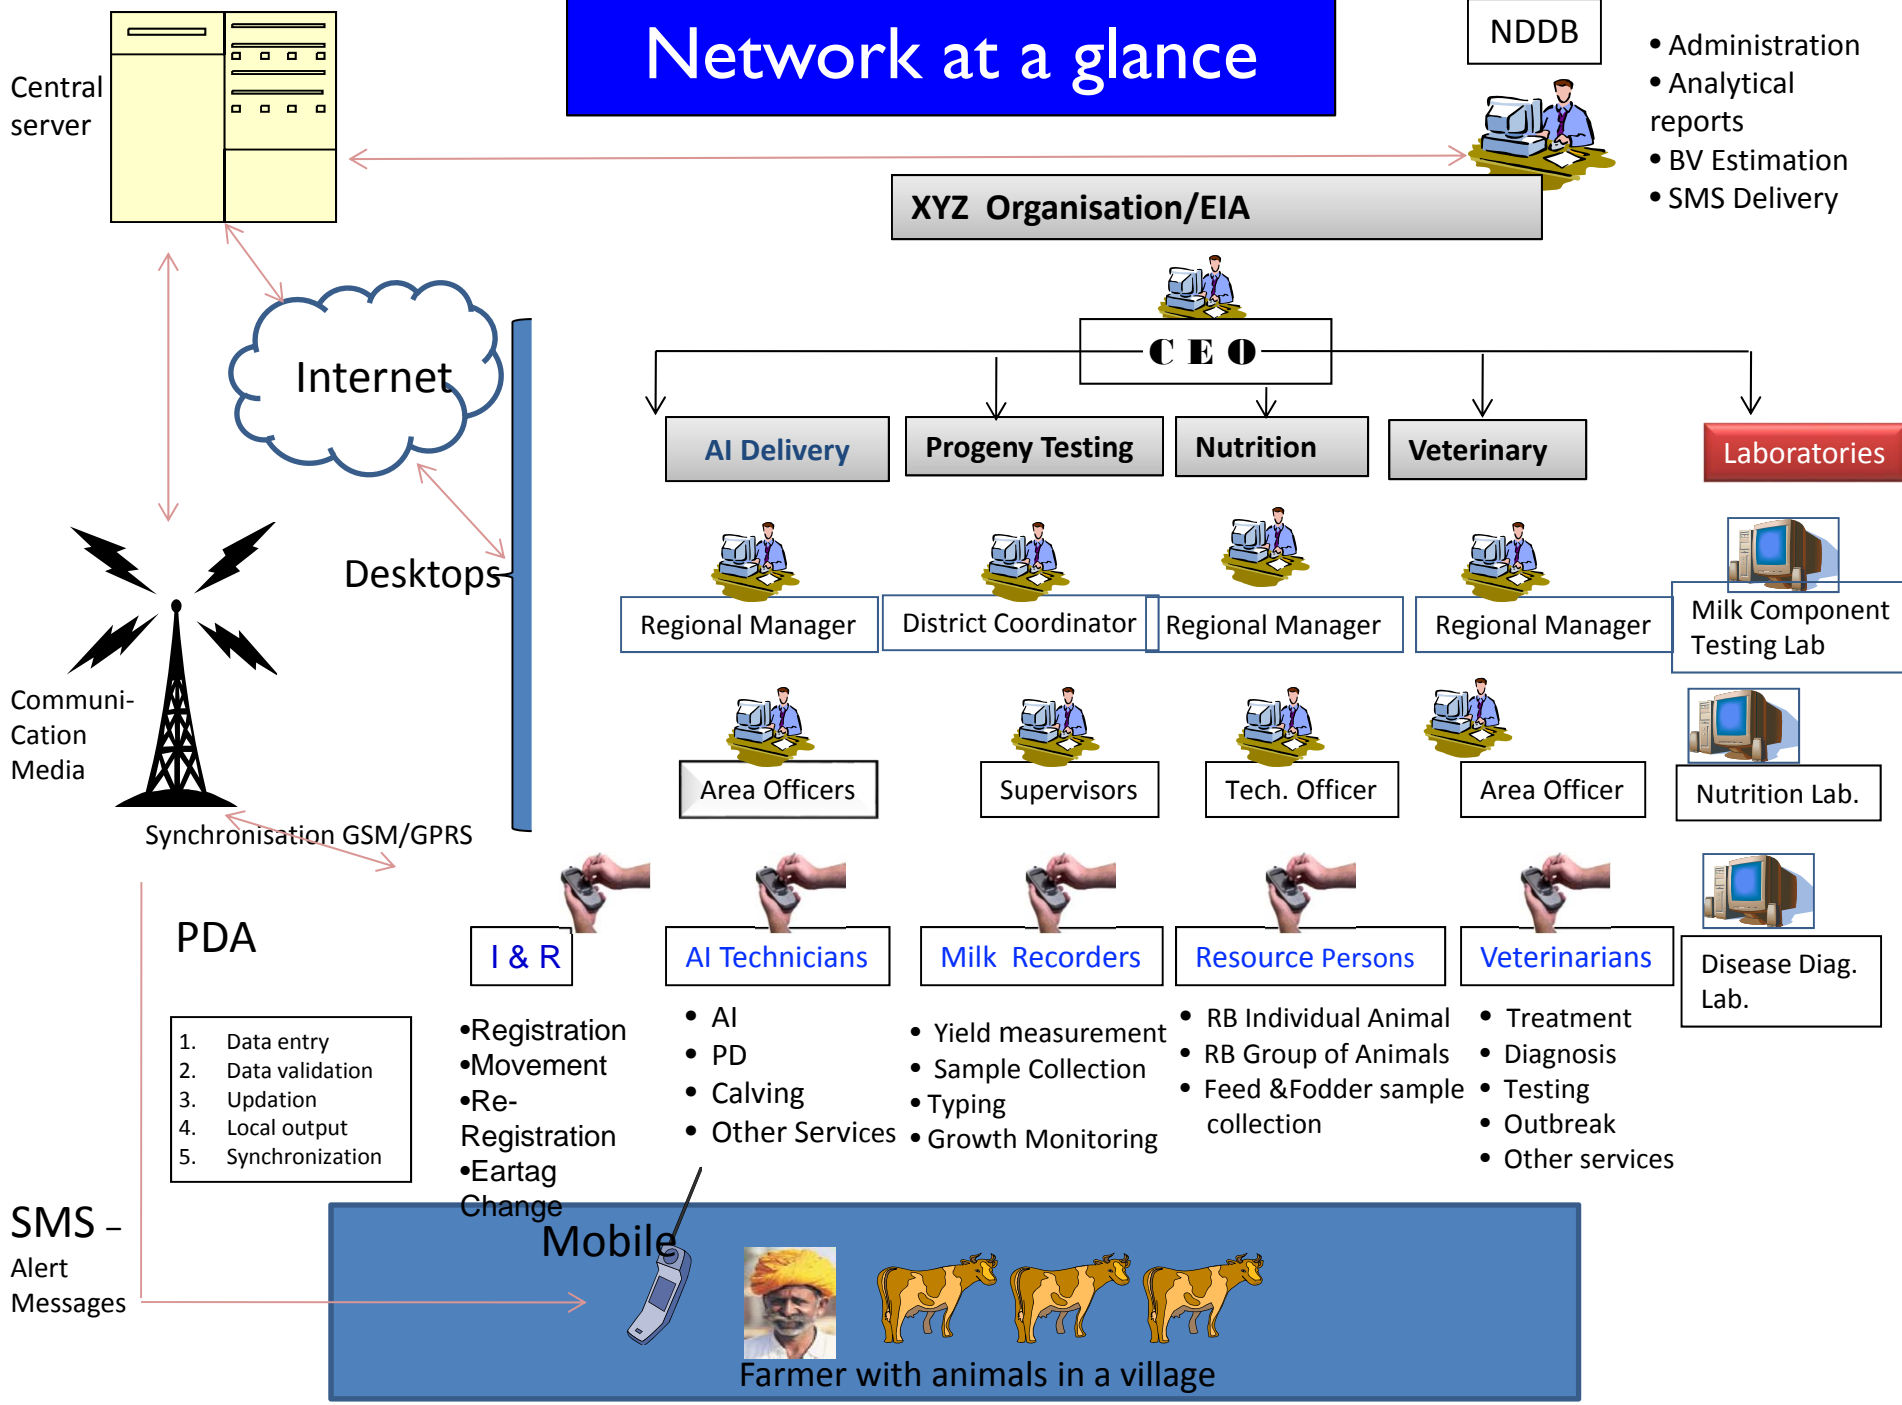 Network at a glance
NDDB
• Administration
• Analytical
reports
• BV Estimation
• SMS Delivery
Central
server
XYZ Organisation/EIA
Internet
C E O
AI Delivery
Progeny Testing
Nutrition
Veterinary
Laboratories
Desktops
Regional Manager
District Coordinator
Regional Manager
Regional Manager
Milk Component
Testing Lab
Communi-
Cation
Media
Area Officers
Supervisors
Tech. Officer
Area Officer
Nutrition Lab.
Synchronisation GSM/GPRS
PDA
I & R
AI Technicians
Milk Recorders
Resource Persons
Veterinarians
Disease Diag.
Lab.
1. Data entry
2. Data validation
3. Updation
4. Local output
5. Synchronization
•Registration
•Movement
•Re-
Registration
•Eartag
Change
• AI
• PD
• Calving
• Other Services
• Yield measurement
• Sample Collection
• Typing
• Growth Monitoring
• RB Individual Animal
• RB Group of Animals
• Feed &Fodder sample
collection
• Treatment
• Diagnosis
• Testing
• Outbreak
• Other services
SMS –
Alert
Messages
Mobile
Farmer with animals in a village